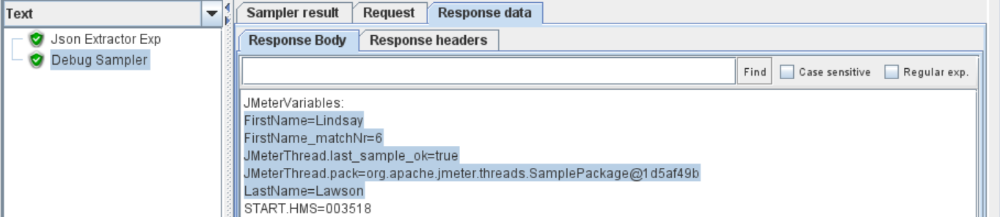 Text
Json Extractor Exp
Debug Sampler
Sampler result Request Response data
Response Body Response headers
Find Case sensitive Regular exp.
JMeterVariables:
FirstName=Lindsay
FirstName_matchNr=6
JMeterThread.last_sample_ok=true
JMeterThread.pack=org.apache.jmeter.threads.SamplePackage@1d5af49b
LastName=Lawson
START.HMS=003518